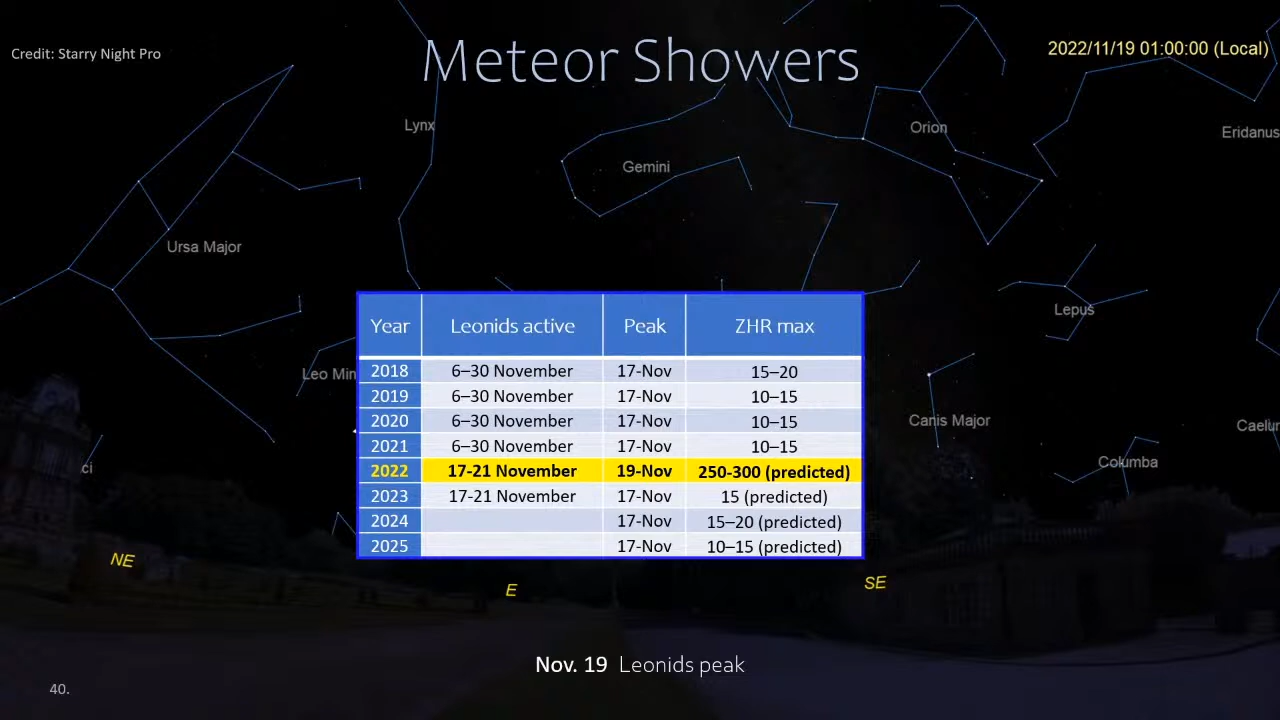 Meteor Showers
Credit: Starry Night Pro
2022/11/19 01:00:00 (Local)
Lynx
Orion
Eridanus
Gemini
Ursa Major
Lepus
Leo Min
Canis Major
Caelur
Columba
ci
Year Leonids active Peak ZHR max
2018 6–30 November 17-Nov 15–20
2019 6–30 November 17-Nov 10–15
2020 6–30 November 17-Nov 10–15
2021 6–30 November 17-Nov 10–15
2022 17-21 November 19-Nov 250-300 (predicted)
2023 17-21 November 17-Nov 15 (predicted)
2024 17-Nov 15–20 (predicted)
2025 17-Nov 10–15 (predicted)
NE
E
SE
Nov. 19 Leonids peak
40.